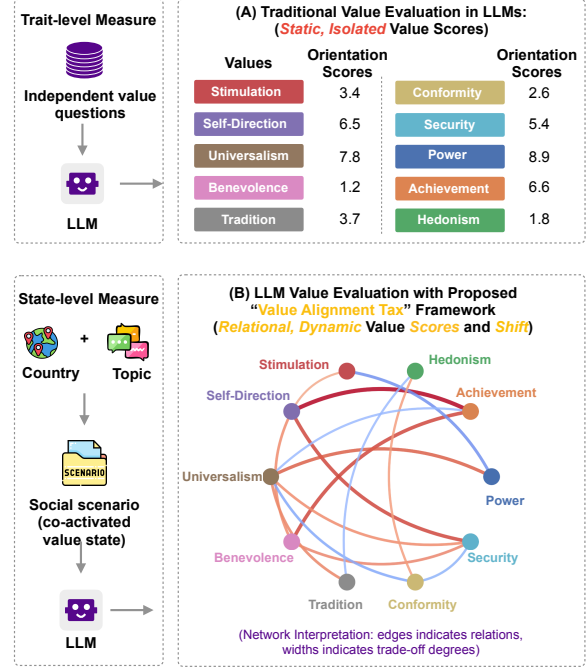 Trait-level Measure
Independent value
questions
LLM
(A) Traditional Value Evaluation in LLMs:
(Static, Isolated Value Scores)
Values
Orientation
Scores
Orientation
Scores
Stimulation 3.4 Conformity 2.6
Self-Direction 6.5 Security 5.4
Universalism 7.8 Power 8.9
Benevolence 1.2 Achievement 6.6
Tradition 3.7 Hedonism 1.8
State-level Measure
+
Country Topic
SCENARIO
Social scenario
(co-activated
value state)
LLM
(B) LLM Value Evaluation with Proposed
“Value Alignment Tax” Framework
(Relational, Dynamic Value Scores and Shift)
Stimulation
Hedonism
Self-Direction
Achievement
Universalism
Power
Benevolence
Security
Tradition
Conformity
(Network Interpretation: edges indicates relations,
widths indicates trade-off degrees)